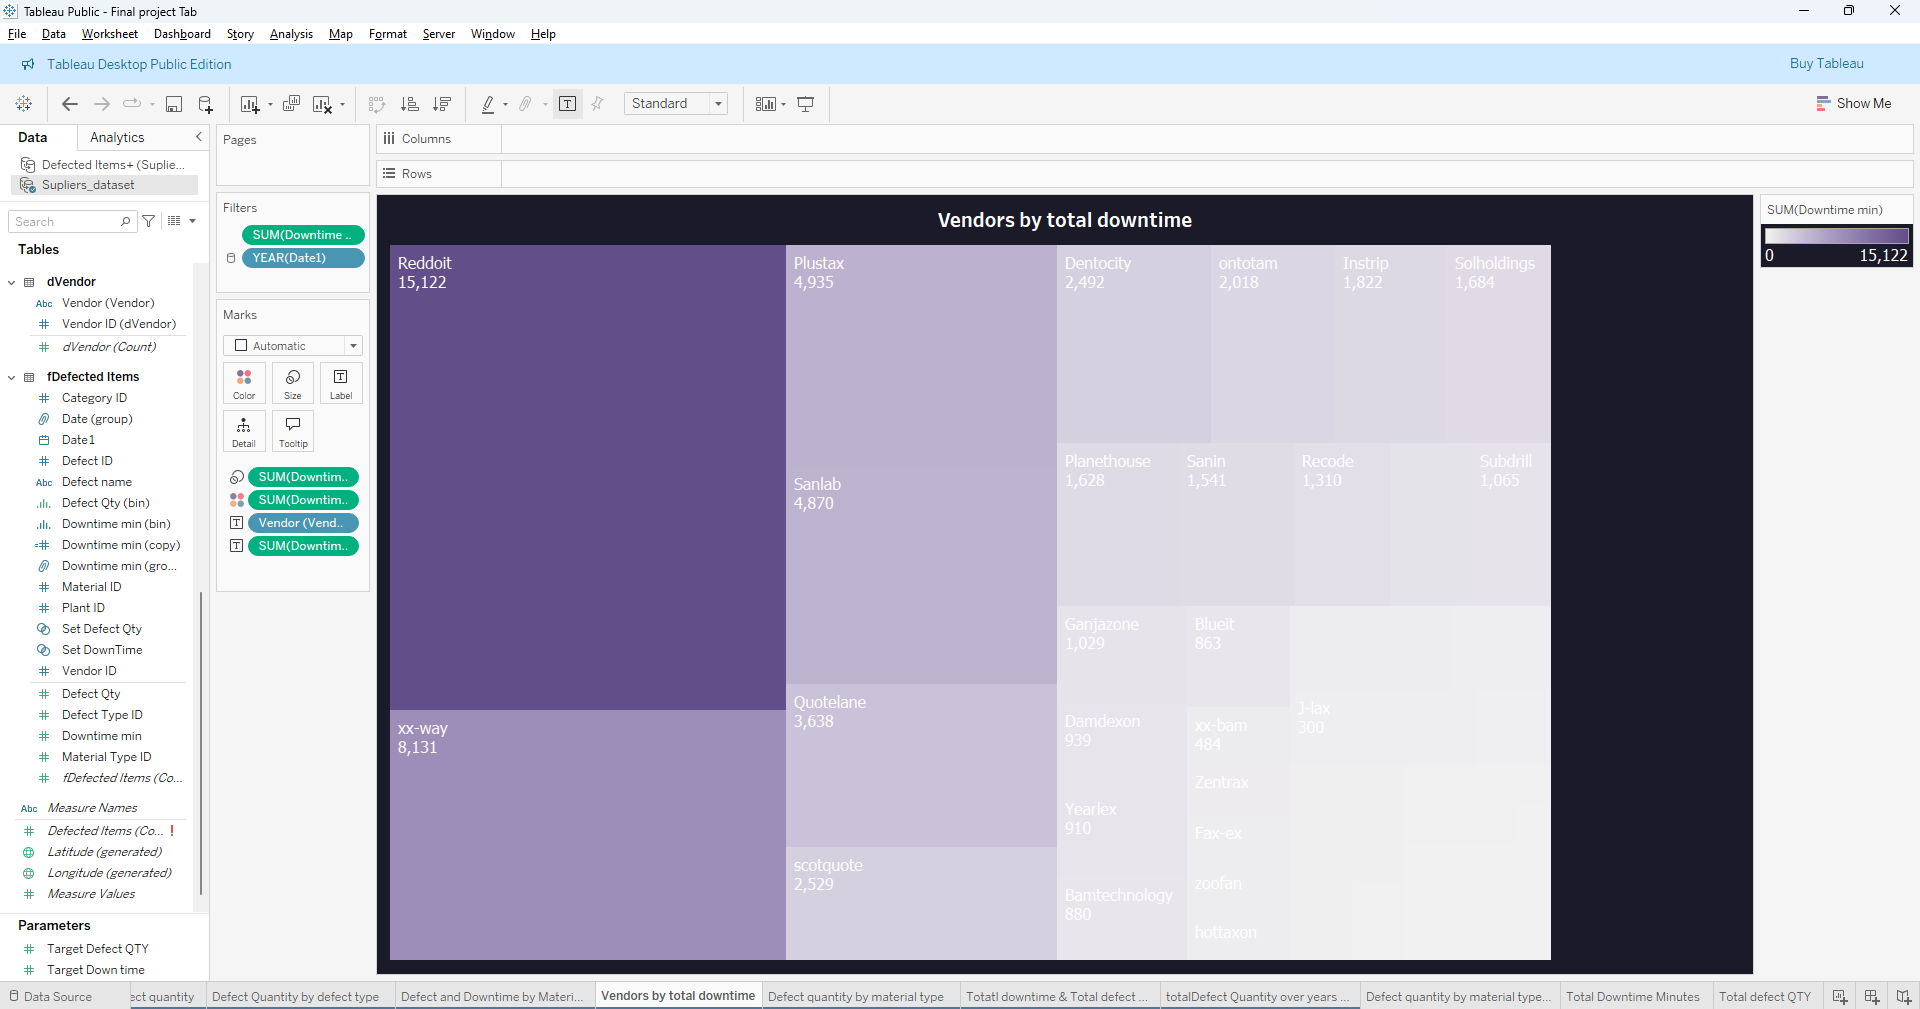 Tableau Public - Final project Tab
File Data Worksheet Dashboard Story Analysis Map Format Server Window Help
Tableau Desktop Public Edition
Buy Tableau
Standard
Show Me
Data
Analytics
Defected Items+ (Suplie...
Supliers_dataset
Search
Tables
dVendor
Abc Vendor (Vendor)
Vendor ID (dVendor)
dVendor (Count)
fDefected Items
Category ID
Date (group)
Date1
Defect ID
Abc Defect name
Defect Qty (bin)
Downtime min (bin)
Downtime min (copy)
Downtime min (gro...
Material ID
Plant ID
Set Defect Qty
Set DownTime
Vendor ID
Defect Qty
Defect Type ID
Downtime min
Material Type ID
fDefected Items (Co...
Abc Measure Names
Defected Items (Co... !
Latitude (generated)
Longitude (generated)
Measure Values
Parameters
Target Defect QTY
Target Down time
Pages
Filters
SUM(Downtime ..
YEAR(Date1)
Marks
Automatic
Color
Size
Label
Detail
Tooltip
SUM(Downtim..
SUM(Downtim..
Vendor (Vend..
SUM(Downtim..
Columns
Rows
Vendors by total downtime
Reddoit
15,122
xx-way
8,131
Plustax
4,935
Sanlab
4,870
Quotelane
3,638
scotquote
2,529
Dentocity
2,492
ontotam
2,018
Instrip
1,822
Solholdings
1,684
Planethouse
1,628
Sanin
1,541
Recode
1,310
Subdrill
1,065
Ganjazone
1,029
Damdexon
939
Yearlex
910
Bamtechnology
880
Blueit
863
xx-bam
484
Zentrax
Fax-ex
zoofan
hottaxon
J-lax
300
SUM(Downtime min)
0
15,122
Data Source
ect quantity
Defect Quantity by defect type
Defect and Downtime by Materi...
Vendors by total downtime
Defect quantity by material type
Totatl downtime & Total defect ...
totalDefect Quantity over years ...
Defect quantity by material type...
Total Downtime Minutes
Total defect QTY